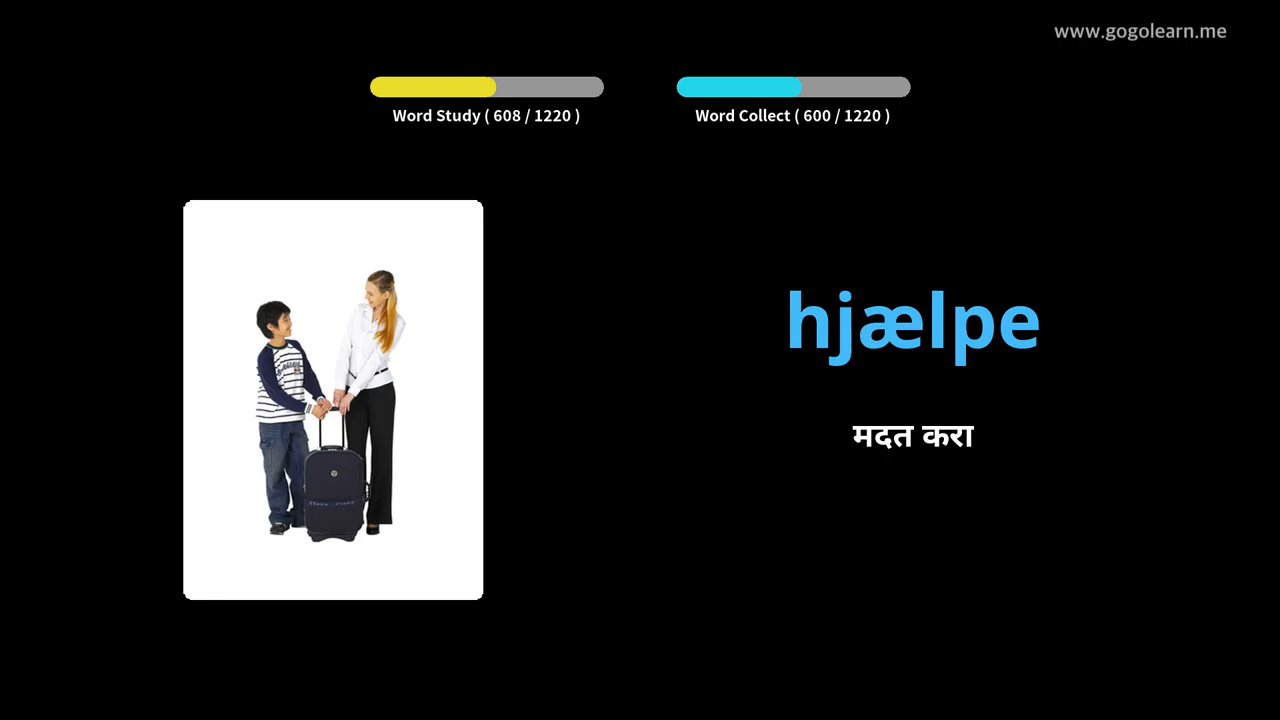 www.gogolearn.me
Word Study ( 608 / 1220 )
Word Collect ( 600 / 1220 )
hjælpe
मदत करा